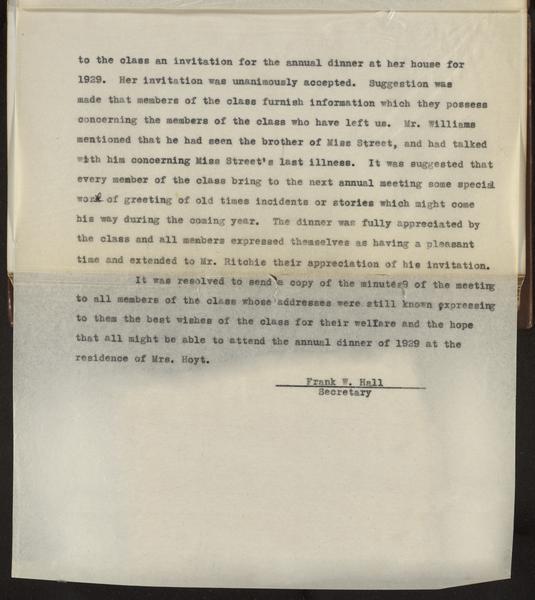 to the class an invitation for the annual dinner at her house for
1929.  Her invitation was unanimously accepted.  Suggestion was
made that members of the class furnish information which they possess
concerning the members of the class who have left us.  Mr. Williams
mentioned that he had seen the brother of Miss Street, and had talked
with him concerning Miss Street's last illness.  It was suggested that
every member of the class bring to the next annual meeting some special
word of greeting of old times incidents or stories which might come
his way during the coming year.  The dinner was fully appreciated by
the class and all members expressed themselves as having a pleasant
time and extended to Mr. Ritchie their appreciation of his invitation.
It was resolved to send a copy of the minutes9 of the meeting
to all members of the class whose addresses were still known expressing
to them the best wishes of the class for their welfare and the hope
that all might be able to attend the annual dinner of 1929 at the
residence of Mrs. Hoyt.
Frank W. Hall
Secretary